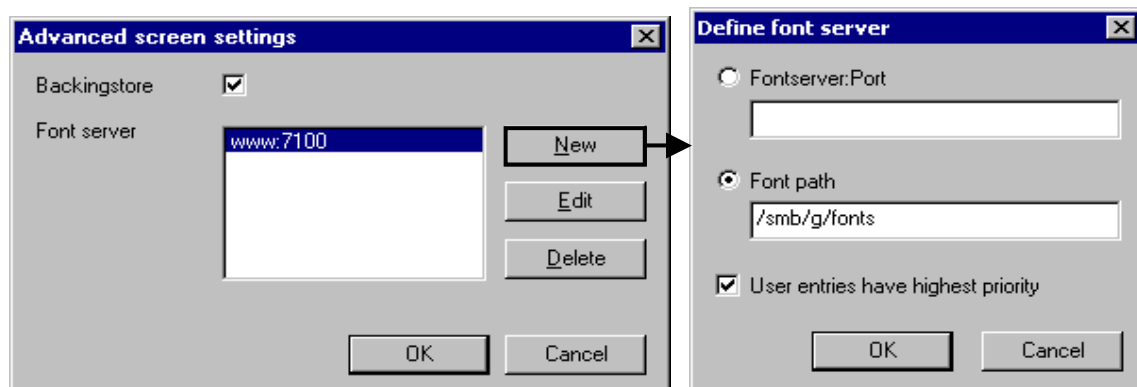 Advanced screen settings
Backingstore
Font server
www:7100
New
Edit
Delete
OK
Cancel
Define font server
Fontserver:Port
Font path
/smb/g/fonts
User entries have highest priority
OK
Cancel